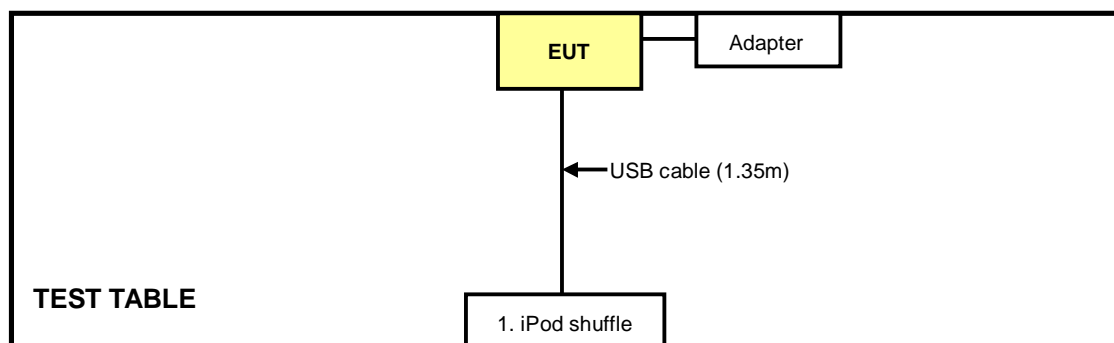 EUT
Adapter
USB cable (1.35m)
TEST TABLE
1. iPod shuffle